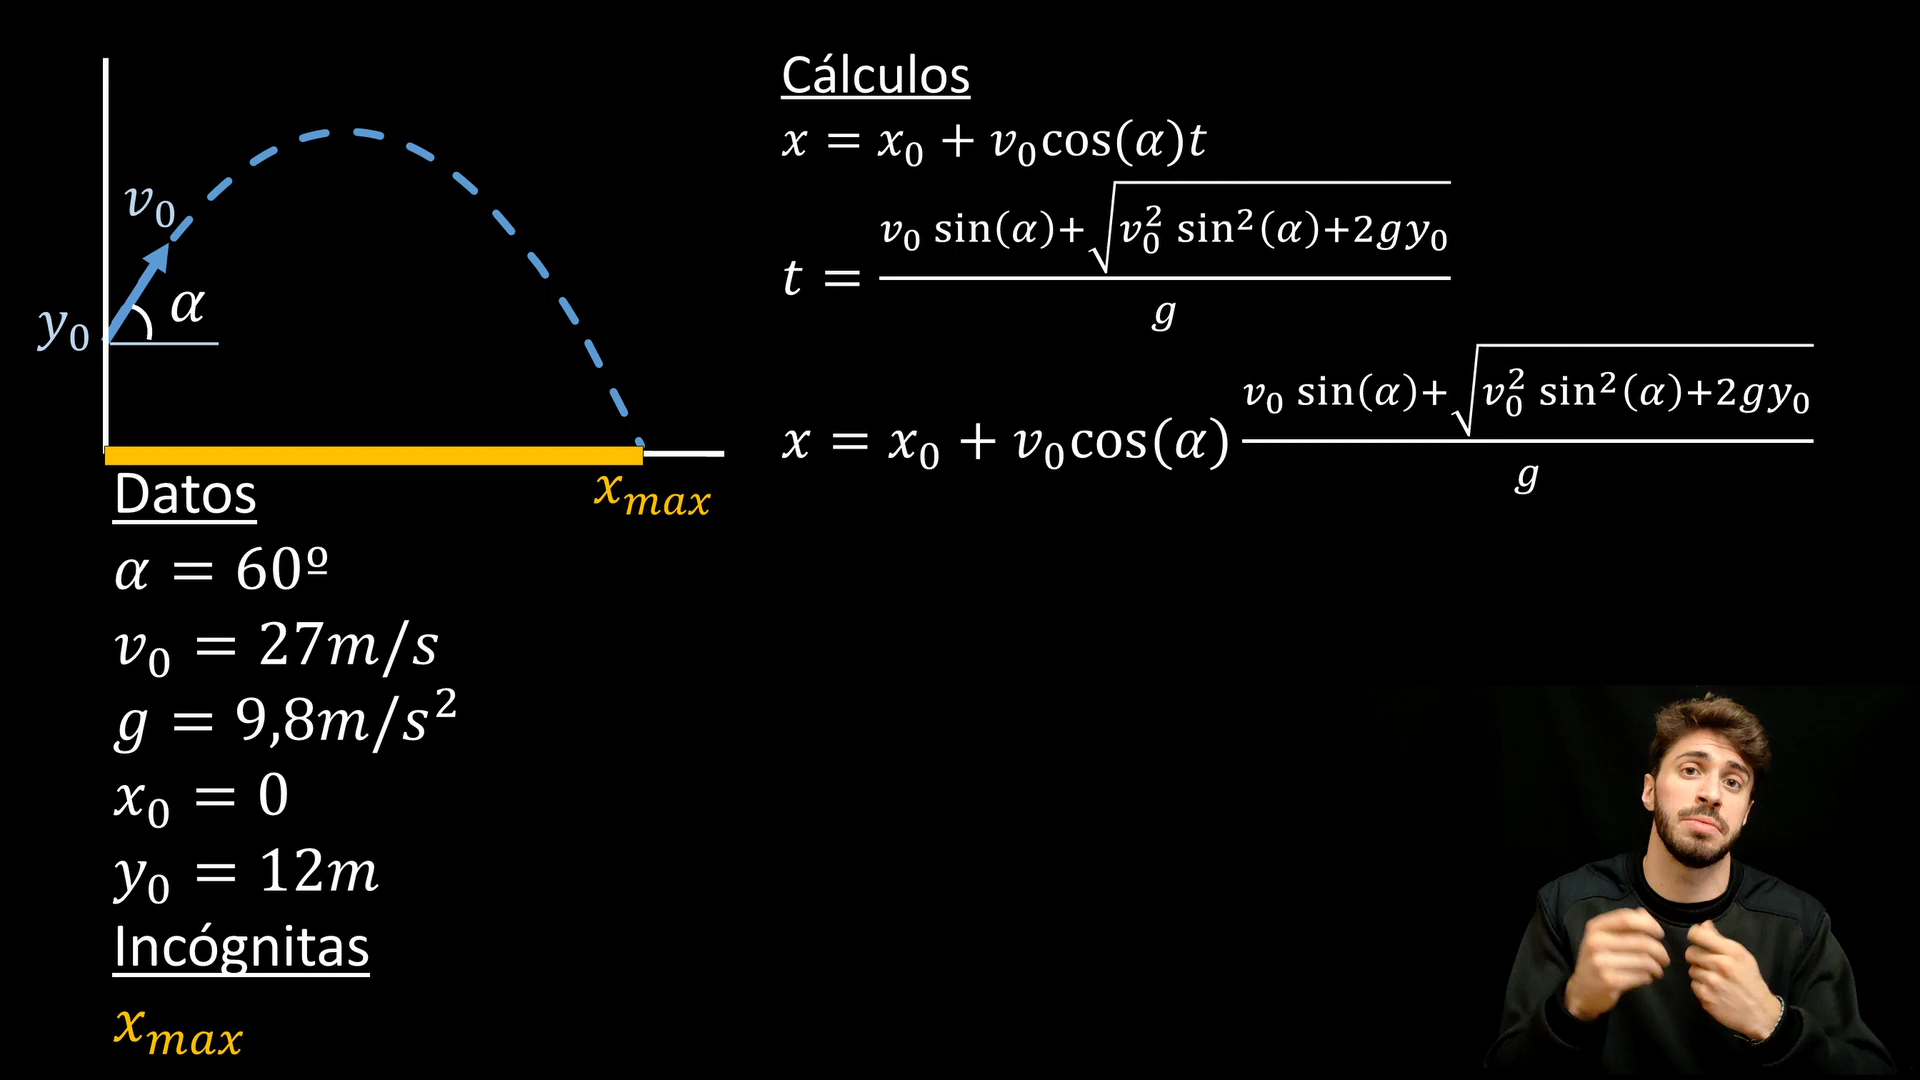 v₀
α
y₀
x_max
Datos
α = 60º
v₀ = 27m/s
g = 9,8m/s²
x₀ = 0
y₀ = 12m
Incógnitas
x_max
Cálculos
x = x₀ + v₀cos(α)t
t = (v₀ sin(α)+√(v₀² sin²(α)+2gy₀))/g
x = x₀ + v₀cos(α) (v₀ sin(α)+√(v₀² sin²(α)+2gy₀))/g